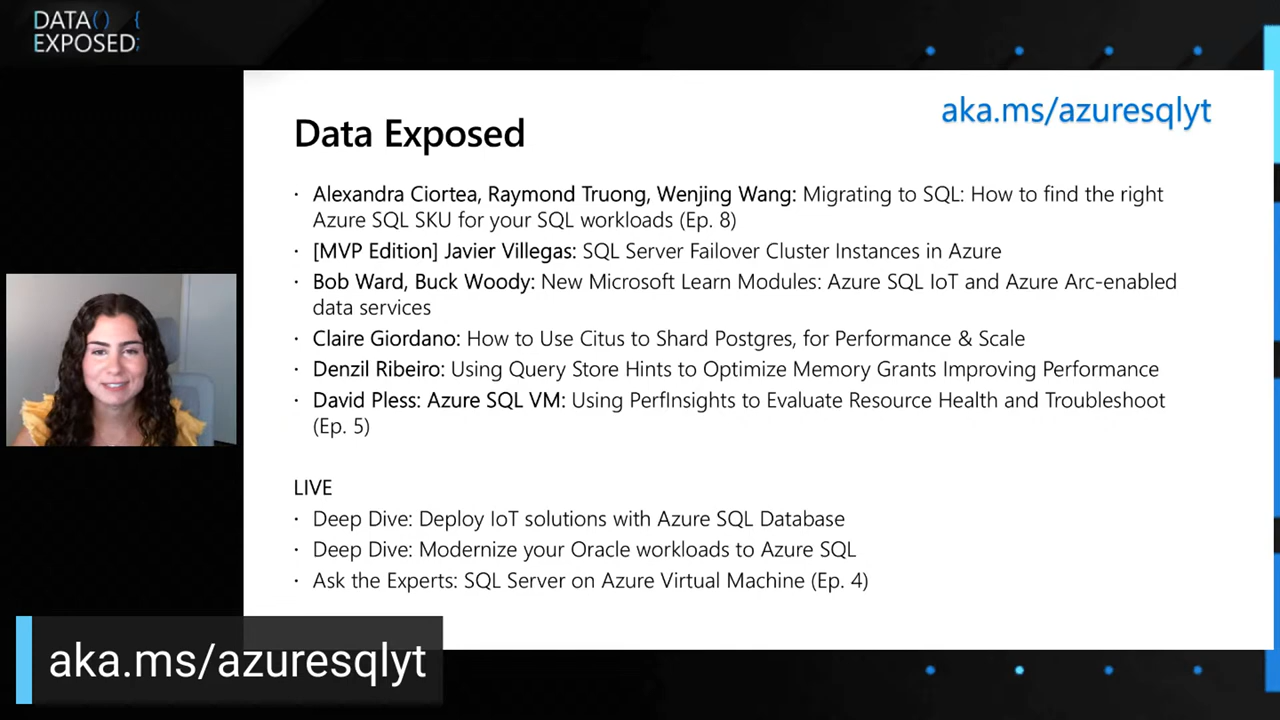 DATA() {
EXPOSED;
aka.ms/azuresqlyt
Data Exposed
· Alexandra Ciortea, Raymond Truong, Wenjing Wang: Migrating to SQL: How to find the right
Azure SQL SKU for your SQL workloads (Ep. 8)
· [MVP Edition] Javier Villegas: SQL Server Failover Cluster Instances in Azure
· Bob Ward, Buck Woody: New Microsoft Learn Modules: Azure SQL IoT and Azure Arc-enabled
data services
· Claire Giordano: How to Use Citus to Shard Postgres, for Performance & Scale
· Denzil Ribeiro: Using Query Store Hints to Optimize Memory Grants Improving Performance
· David Pless: Azure SQL VM: Using PerfInsights to Evaluate Resource Health and Troubleshoot
(Ep. 5)
LIVE
· Deep Dive: Deploy IoT solutions with Azure SQL Database
· Deep Dive: Modernize your Oracle workloads to Azure SQL
· Ask the Experts: SQL Server on Azure Virtual Machine (Ep. 4)
aka.ms/azuresqlyt